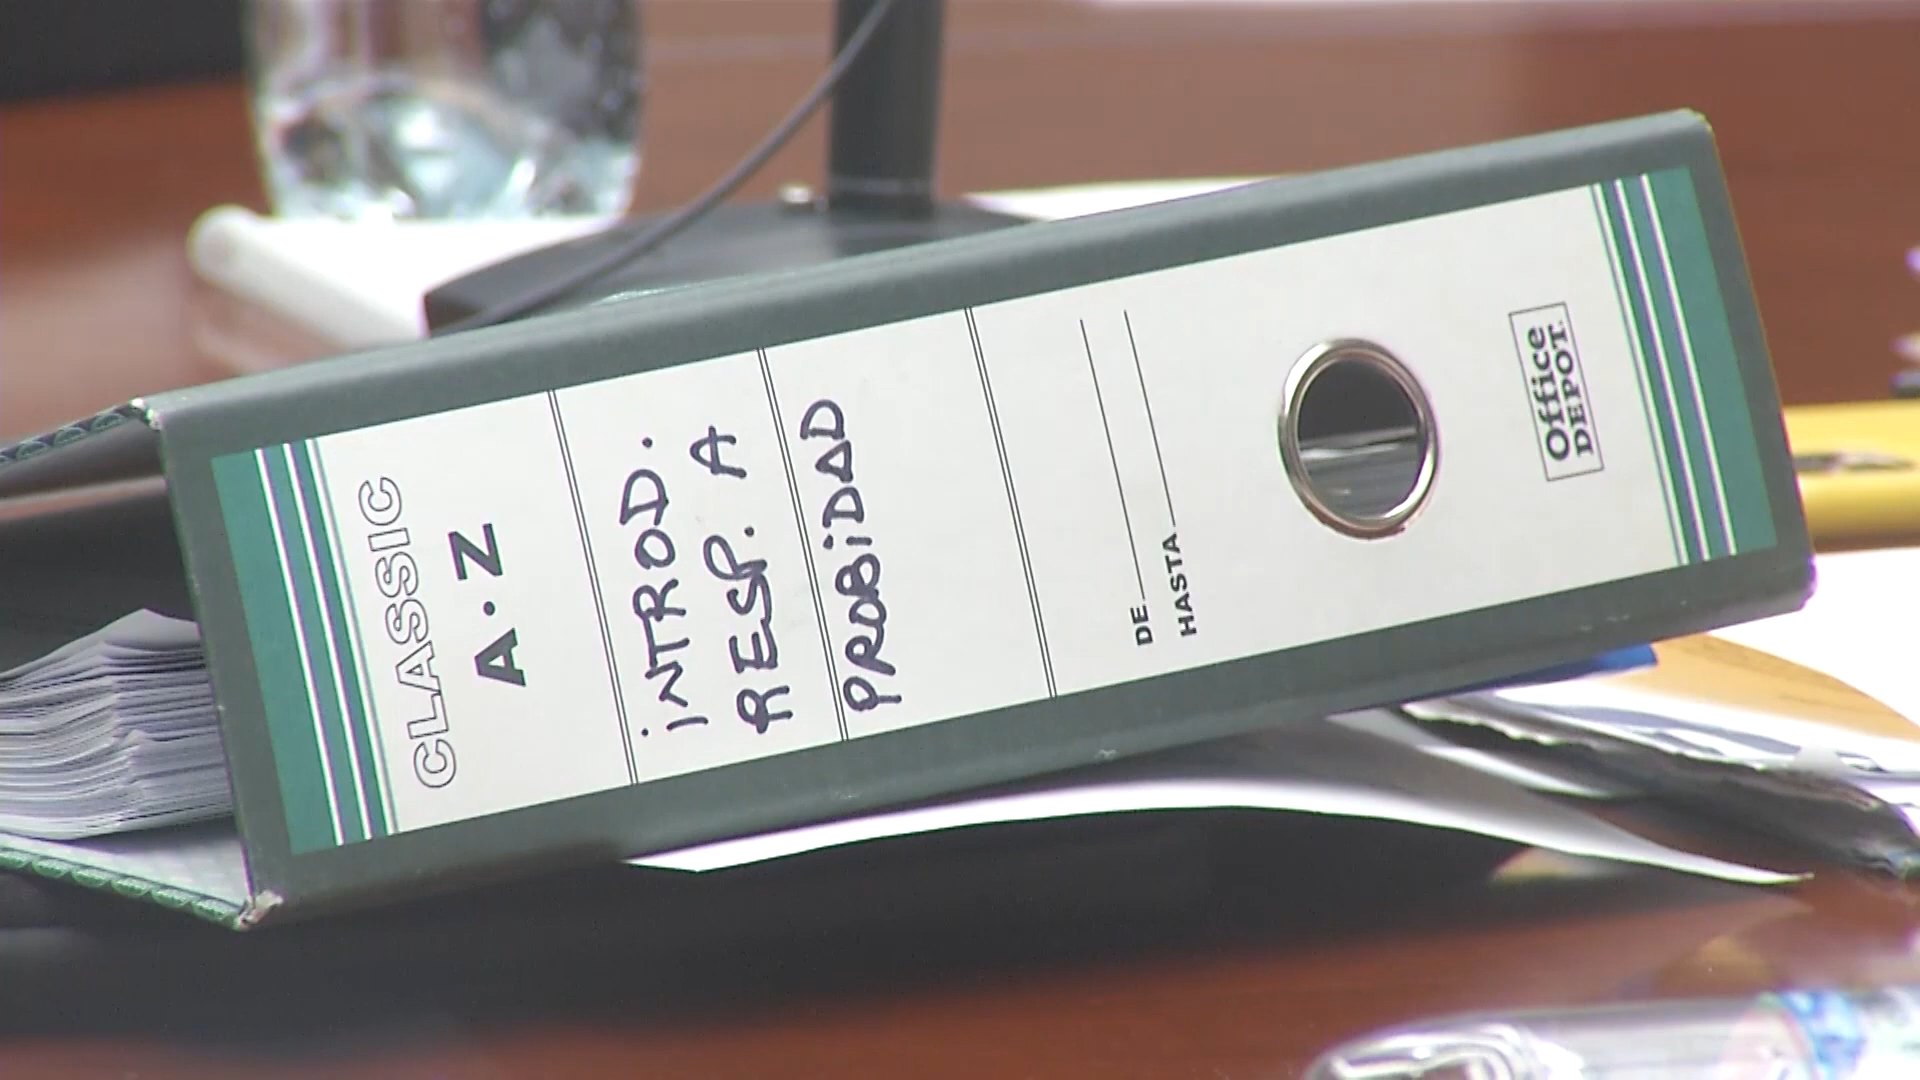 CLASSIC
A·Z
iNTROD.
RESP. A
PROBiDAD
DE
HASTA
Office
DEPOT.